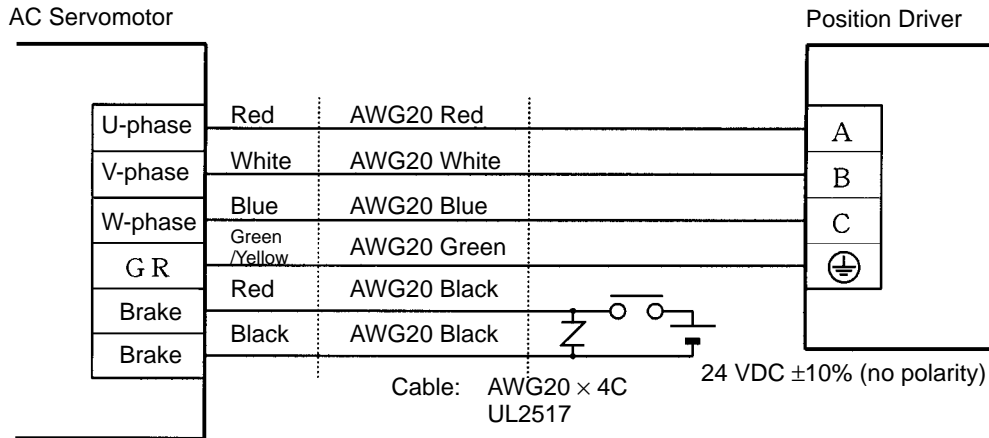 AC Servomotor
Position Driver
U-phase Red AWG20 Red A
V-phase White AWG20 White B
W-phase Blue AWG20 Blue C
G R Green /Yellow AWG20 Green
Brake Red AWG20 Black
Brake Black AWG20 Black
24 VDC ±10% (no polarity)
Cable: AWG20 × 4C
UL2517